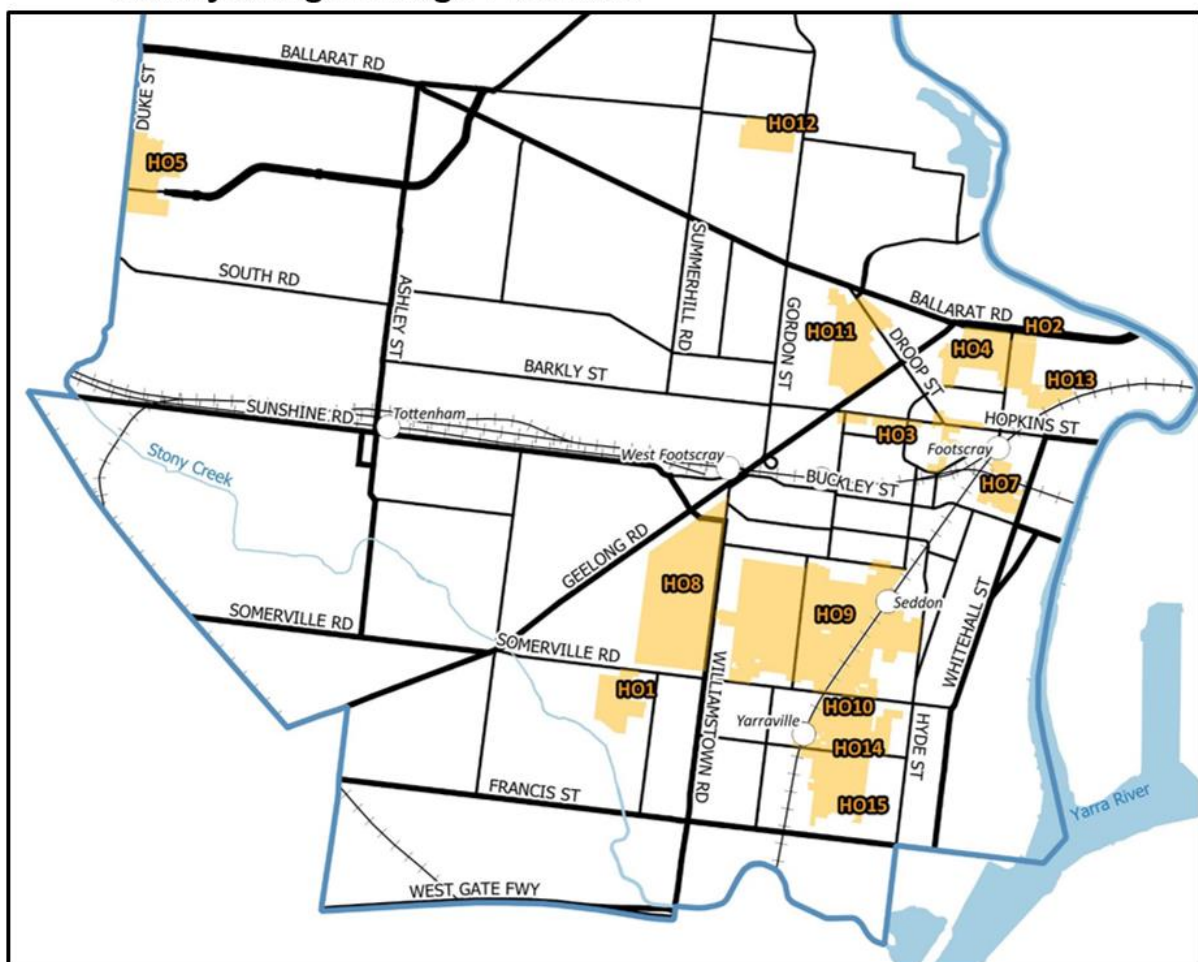 BALLARAT RD
DUKE ST
HO5
HO12
SOUTH RD
ASHLEY ST
SUMMERHILL RD
GORDON ST
HO11
BALLARAT RD
DROOP ST
HO2
HO4
HO13
BARKLY ST
HOPKINS ST
SUNSHINE RD
Tottenham
HO3
Footscray
West Footscray
Stony Creek
BUCKLEY ST
HO7
GEELONG RD
HO8
HO9
Seddon
WHITEHALL ST
SOMERVILLE RD
SOMERVILLE RD
HO1
WILLIAMSTOWN RD
HO10
Yarraville
HO14
HYDE ST
FRANCIS ST
HO15
Yarra River
WEST GATE FWY